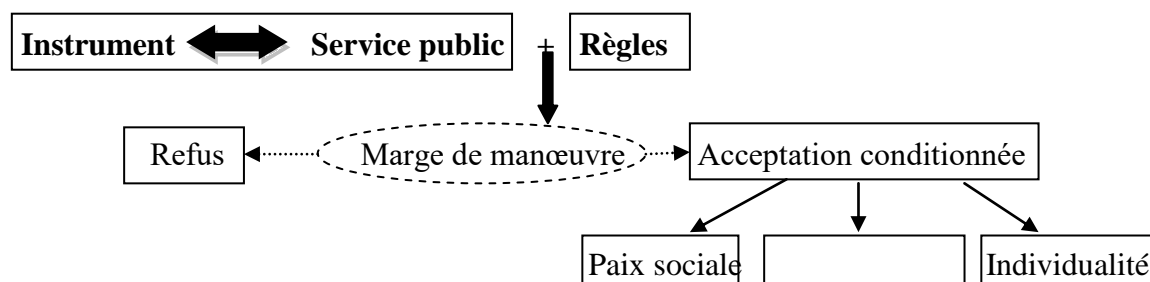 Instrument Service public + Règles
Refus Marge de manœuvre Acceptation conditionnée
Paix sociale Individualité